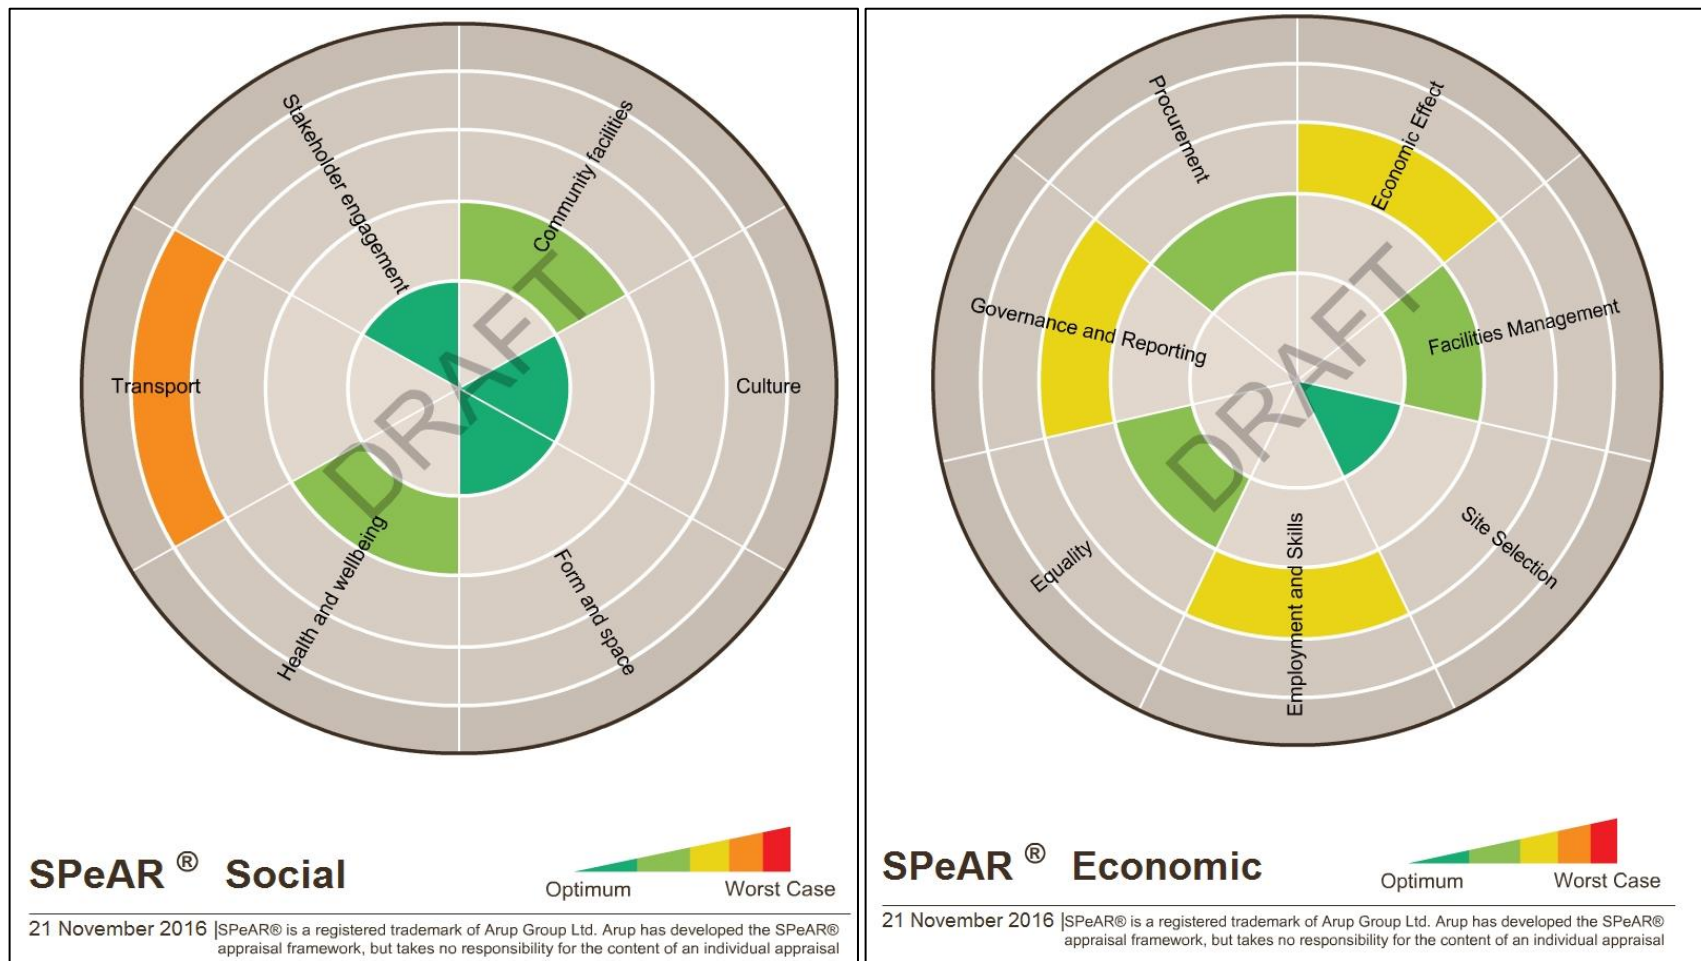 Stakeholder engagement
Community facilities
Transport
Culture
Health and wellbeing
Form and space
DRAFT
SPeAR ® Social
Optimum
Worst Case
21 November 2016 |SPeAR® is a registered trademark of Arup Group Ltd. Arup has developed the SPeAR®
appraisal framework, but takes no responsibility for the content of an individual appraisal
Procurement
Economic Effect
Governance and Reporting
Facilities Management
Equality
Employment and Skills
Site Selection
DRAFT
SPeAR ® Economic
Optimum
Worst Case
21 November 2016 |SPeAR® is a registered trademark of Arup Group Ltd. Arup has developed the SPeAR®
appraisal framework, but takes no responsibility for the content of an individual appraisal